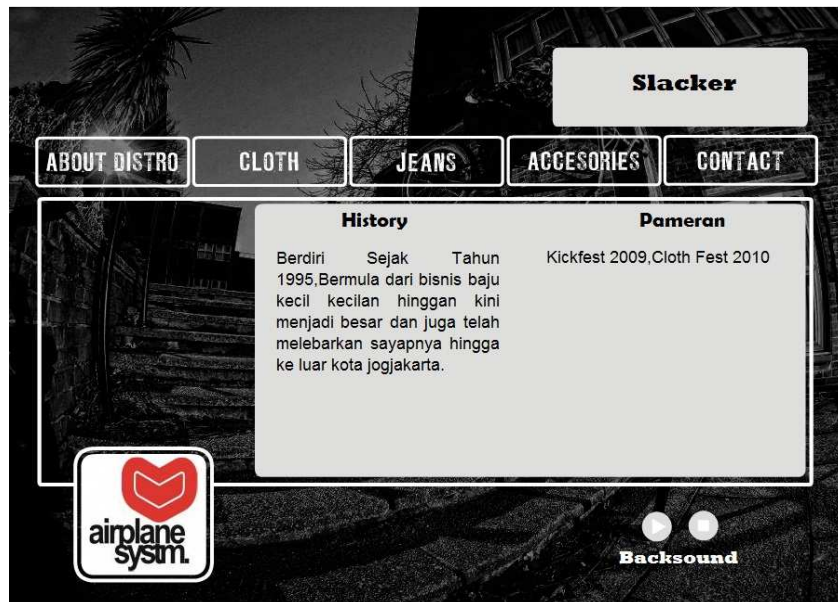 Slacker
ABOUT DISTRO
CLOTH
JEANS
ACCESORIES
CONTACT
History
Berdiri Sejak Tahun
1995,Bermula dari bisnis baju
kecil kecilan hinggan kini
menjadi besar dan juga telah
melebarkan sayapnya hingga
ke luar kota jogjakarta.
Pameran
Kickfest 2009,Cloth Fest 2010
airplane
systm.
Backsound